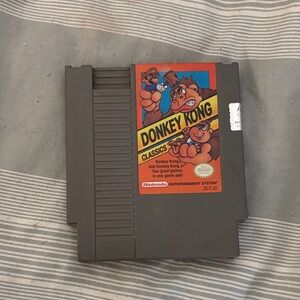 DONKEY KONG
CLASSICS
Donkey Kong
and Donkey Kong Jr.
Two great games
in one game pak!
Nintendo ENTERTAINMENT SYSTEM